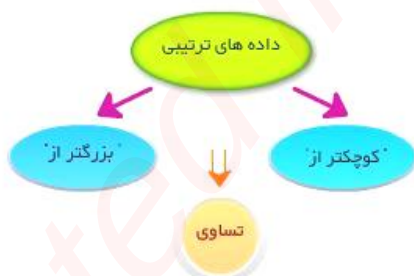 داده های ترتیبی
"کوچکتر از"
"بزرگتر از"
تساوی